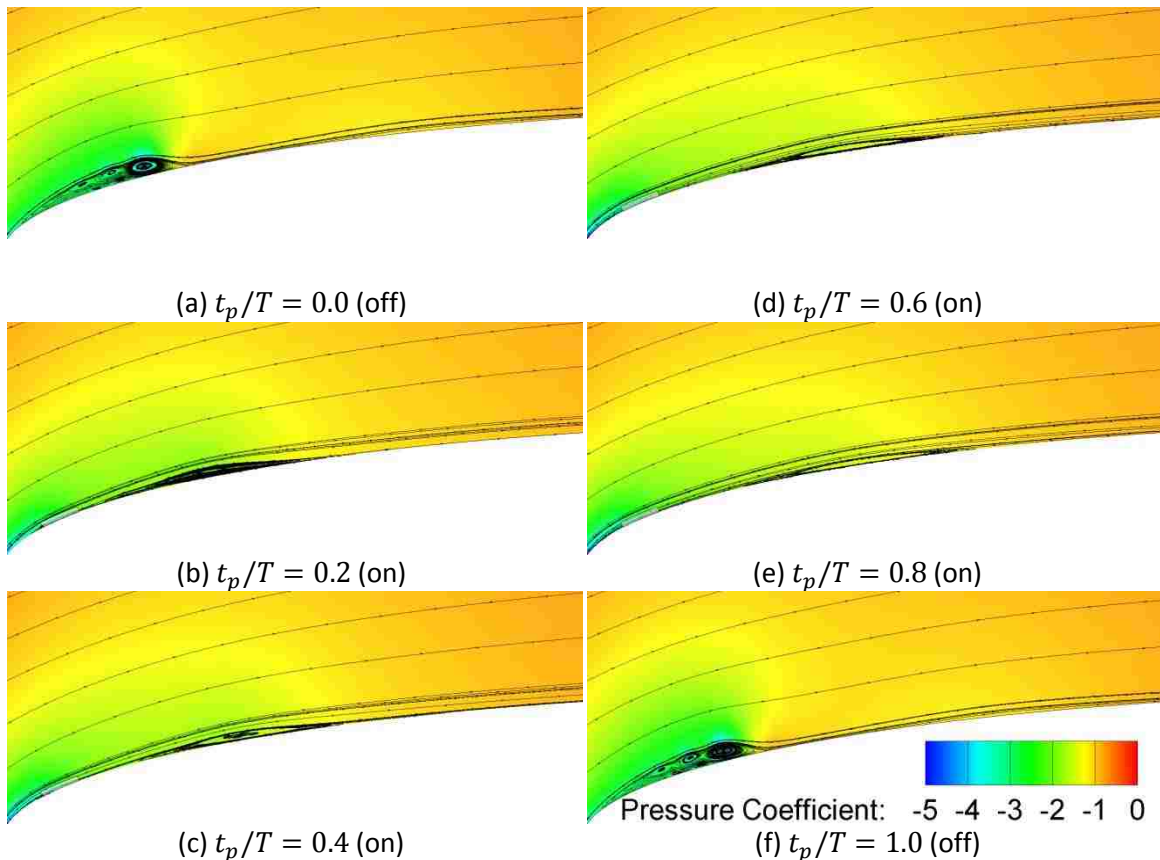 (a) t_p/T = 0.0 (off)
(d) t_p/T = 0.6 (on)
(b) t_p/T = 0.2 (on)
(e) t_p/T = 0.8 (on)
Pressure Coefficient: -5 -4 -3 -2 -1 0
(c) t_p/T = 0.4 (on)
(f) t_p/T = 1.0 (off)